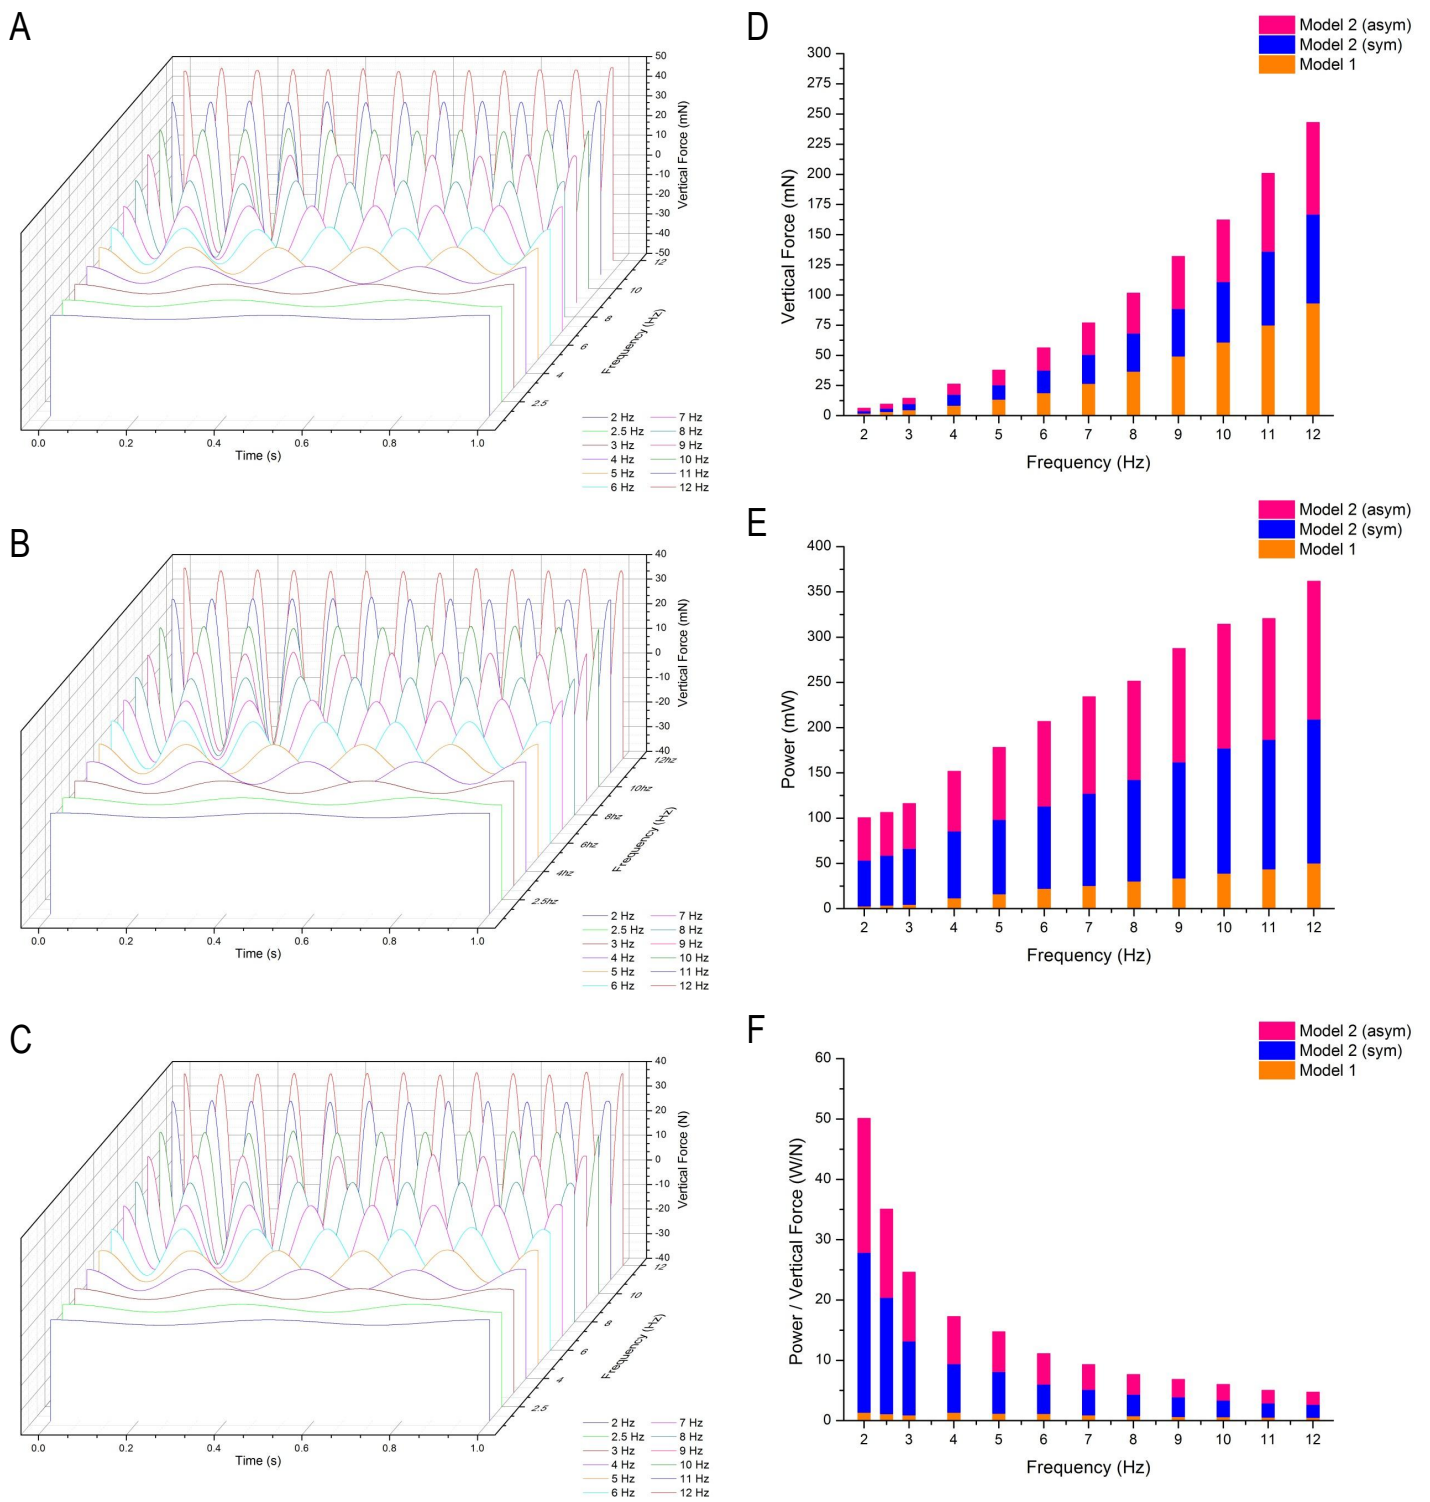 A
50
40
30
20
10
0
-10
-20
-30
-40
-50
Vertical Force (mN)
12
10
8
6
4
2.5
Frequency (Hz)
0.0 0.2 0.4 0.6 0.8 1.0
Time (s)
2 Hz 7 Hz
2.5 Hz 8 Hz
3 Hz 9 Hz
4 Hz 10 Hz
5 Hz 11 Hz
6 Hz 12 Hz
B
40
30
20
10
0
-10
-20
-30
-40
Vertical Force (mN)
12hz
10hz
8hz
6hz
4hz
2.5hz
Frequency (Hz)
0.0 0.2 0.4 0.6 0.8 1.0
Time (s)
2 Hz 7 Hz
2.5 Hz 8 Hz
3 Hz 9 Hz
4 Hz 10 Hz
5 Hz 11 Hz
6 Hz 12 Hz
C
40
30
20
10
0
-10
-20
-30
-40
Vertical Force (N)
12
10
8
6
4
2.5
Frequency (Hz)
0.0 0.2 0.4 0.6 0.8 1.0
Time (s)
2 Hz 7 Hz
2.5 Hz 8 Hz
3 Hz 9 Hz
4 Hz 10 Hz
5 Hz 11 Hz
6 Hz 12 Hz
D
Model 2 (asym)
Model 2 (sym)
Model 1
300
275
250
225
200
175
150
125
100
75
50
25
0
Vertical Force (mN)
2 3 4 5 6 7 8 9 10 11 12
Frequency (Hz)
E
Model 2 (asym)
Model 2 (sym)
Model 1
400
350
300
250
200
150
100
50
0
Power (mW)
2 3 4 5 6 7 8 9 10 11 12
Frequency (Hz)
F
Model 2 (asym)
Model 2 (sym)
Model 1
60
50
40
30
20
10
0
Power / Vertical Force (W/N)
2 3 4 5 6 7 8 9 10 11 12
Frequency (Hz)